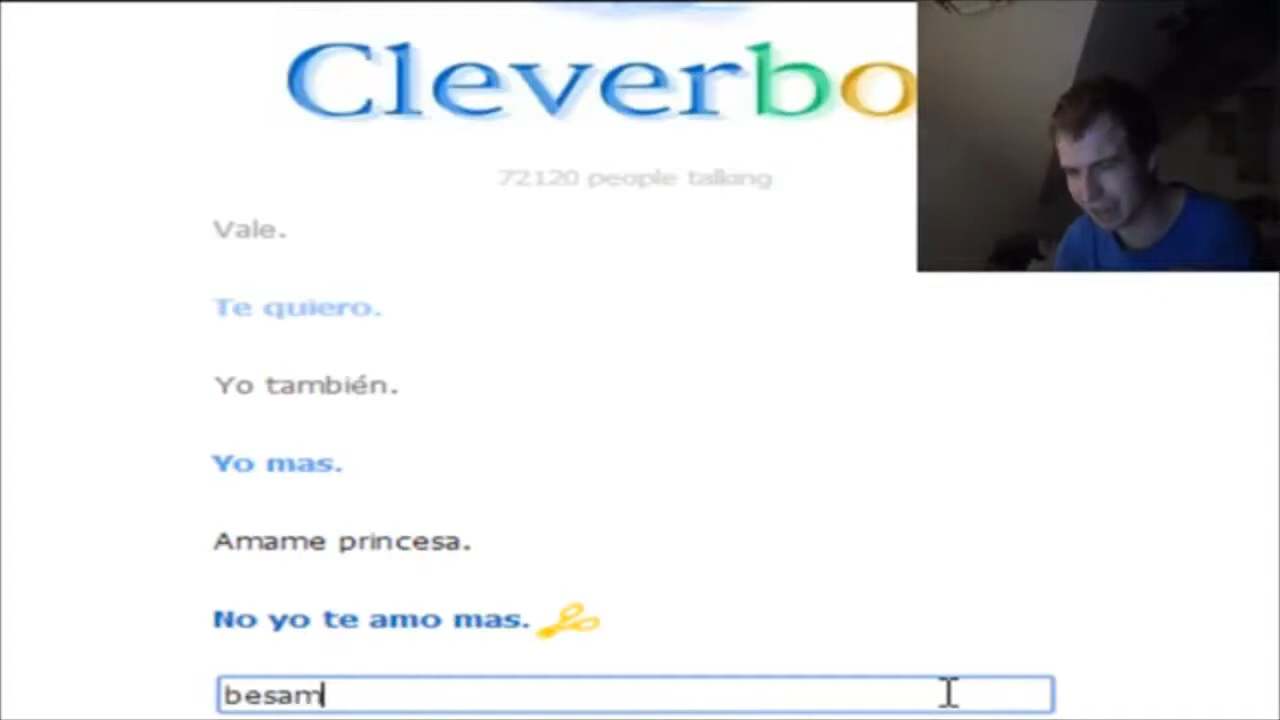 Cleverbo
72120 people talking
Vale.
Te quiero.
Yo también.
Yo mas.
Amame princesa.
No yo te amo mas.
besam